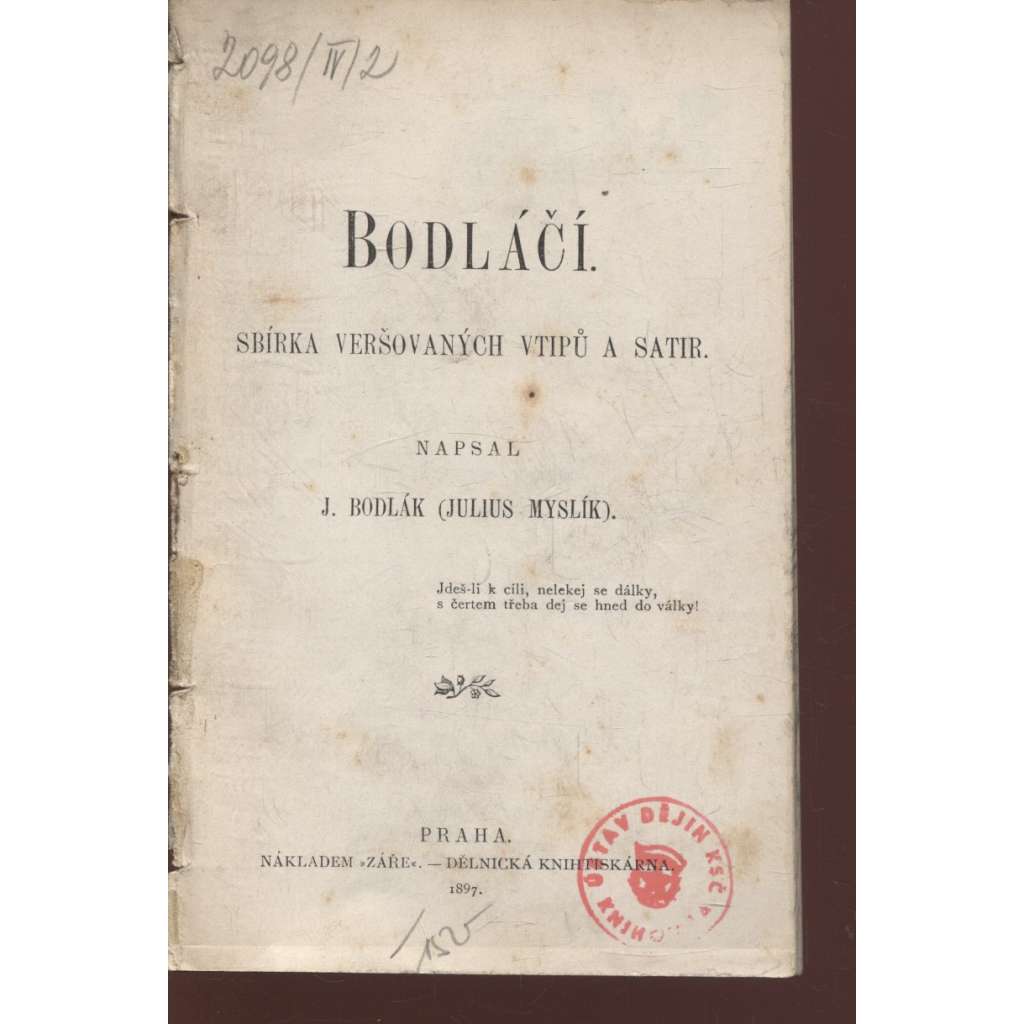 2098/IV/2
BODLÁČÍ.
SBÍRKA VERŠOVANÝCH VTIPŮ A SATIR.
NAPSAL
J. BODLÁK (JULIUS MYSLÍK).
Jdeš-li k cíli, nelekej se dálky,
s čertem třeba dej se hned do války!
PRAHA.
NÁKLADEM »ZÁŘE«. — DĚLNICKÁ KNIHTISKÁRNA.
1897.
ÚSTAV DĚJIN KSČ